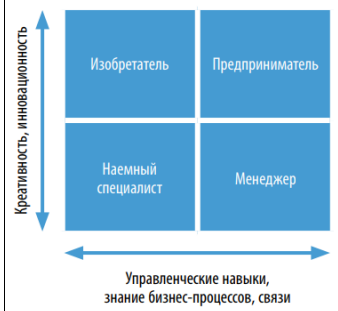 Креативность, инновационность
Изобретатель
Предприниматель
Наемный
специалист
Менеджер
Управленческие навыки,
знание бизнес-процессов, связи